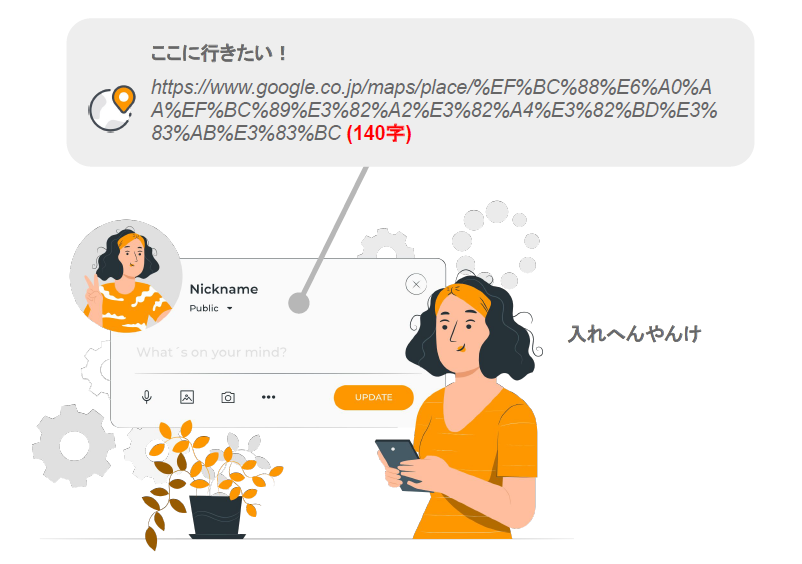 ここに行きたい！
https://www.google.co.jp/maps/place/%EF%BC%88%E6%A0%A
A%EF%BC%89%E3%82%A2%E3%82%A4%E3%82%BD%E3%
83%AB%E3%83%BC (140字)
Nickname
Public
What´s on your mind?
UPDATE
入れへんやんけ